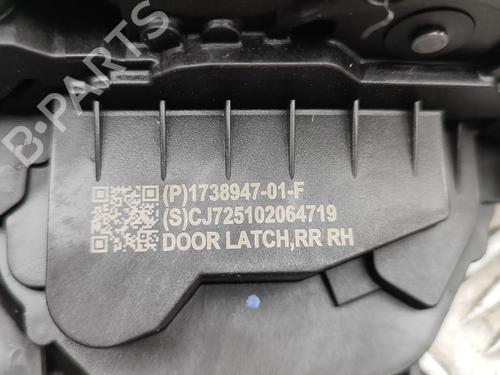 B-PARTS
(P)1738947-01-F
(S)CJ725102064719
DOOR LATCH,RR RH